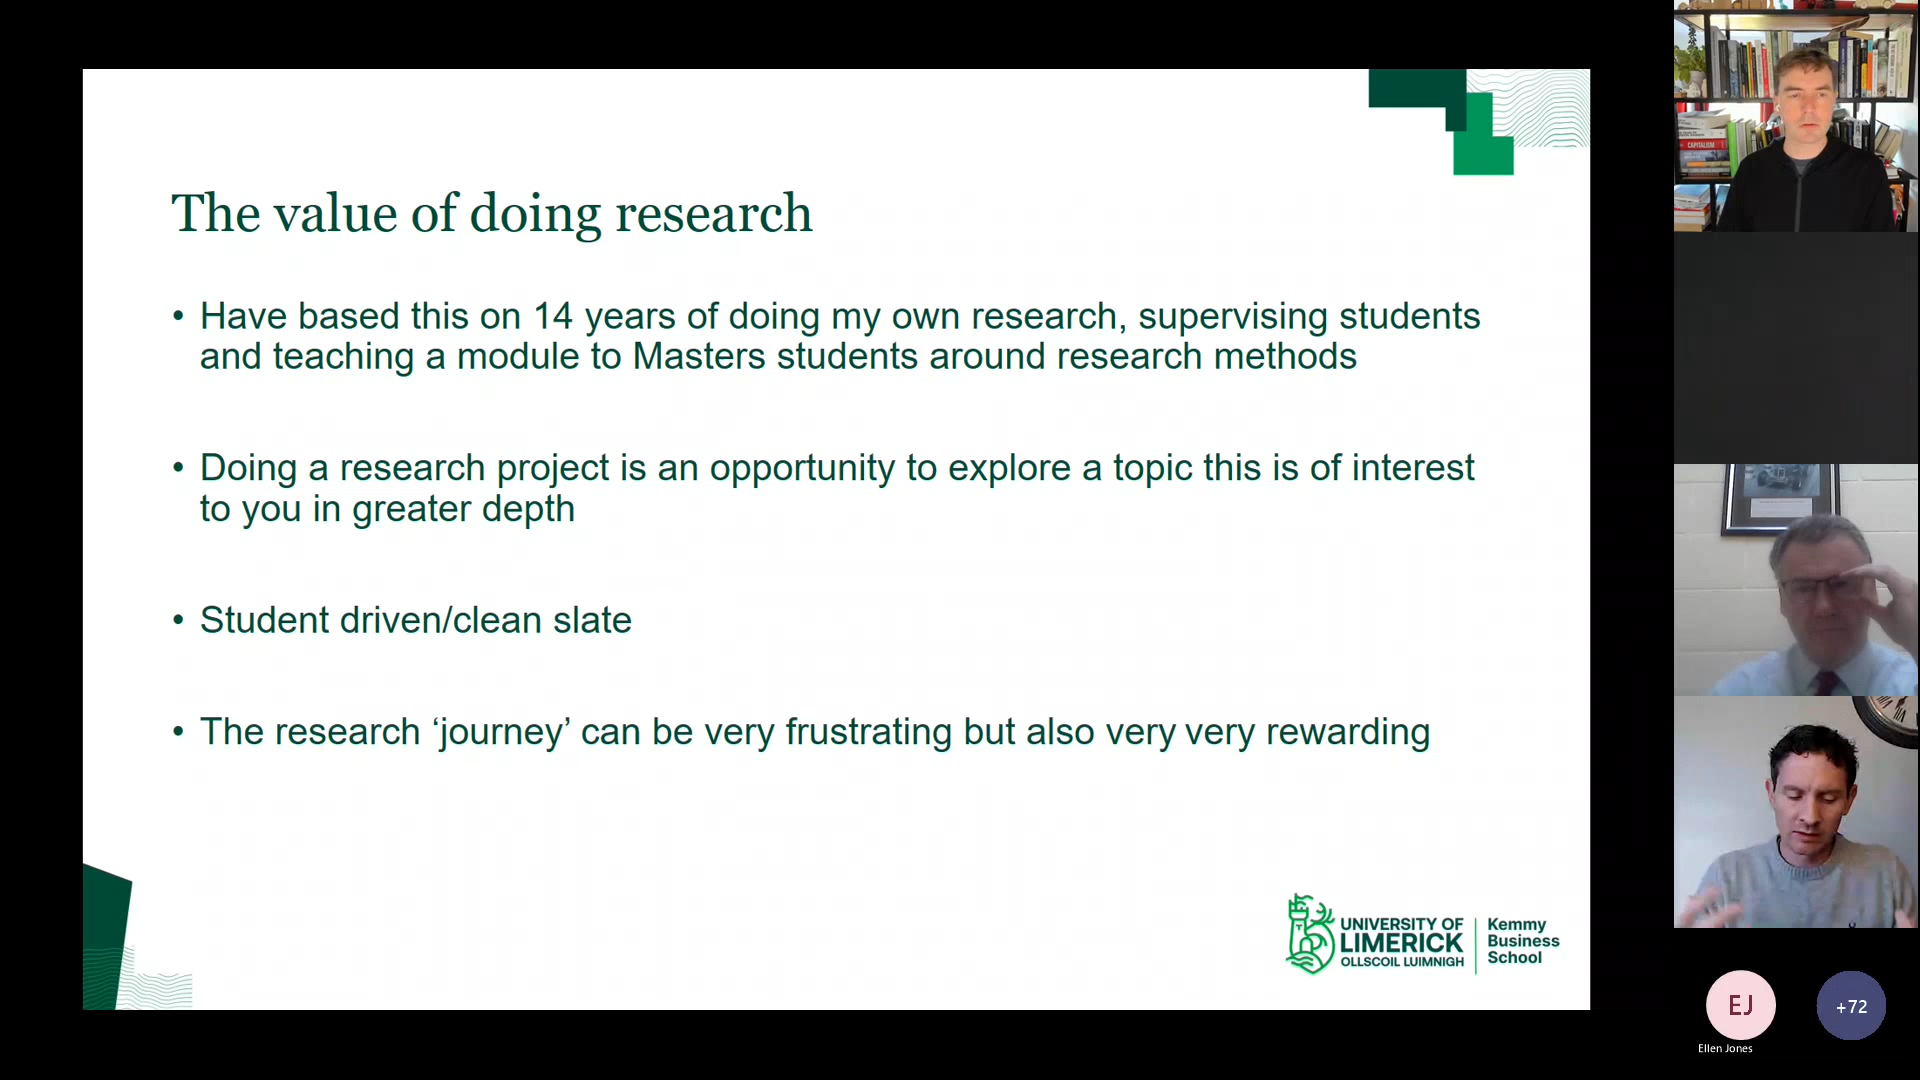 The value of doing research
• Have based this on 14 years of doing my own research, supervising students
and teaching a module to Masters students around research methods
• Doing a research project is an opportunity to explore a topic this is of interest
to you in greater depth
• Student driven/clean slate
• The research ‘journey’ can be very frustrating but also very very rewarding
UNIVERSITY OF
LIMERICK
OLLSCOIL LUIMNIGH
Kemmy
Business
School
CAPITALISM
EJ
Ellen Jones
+72